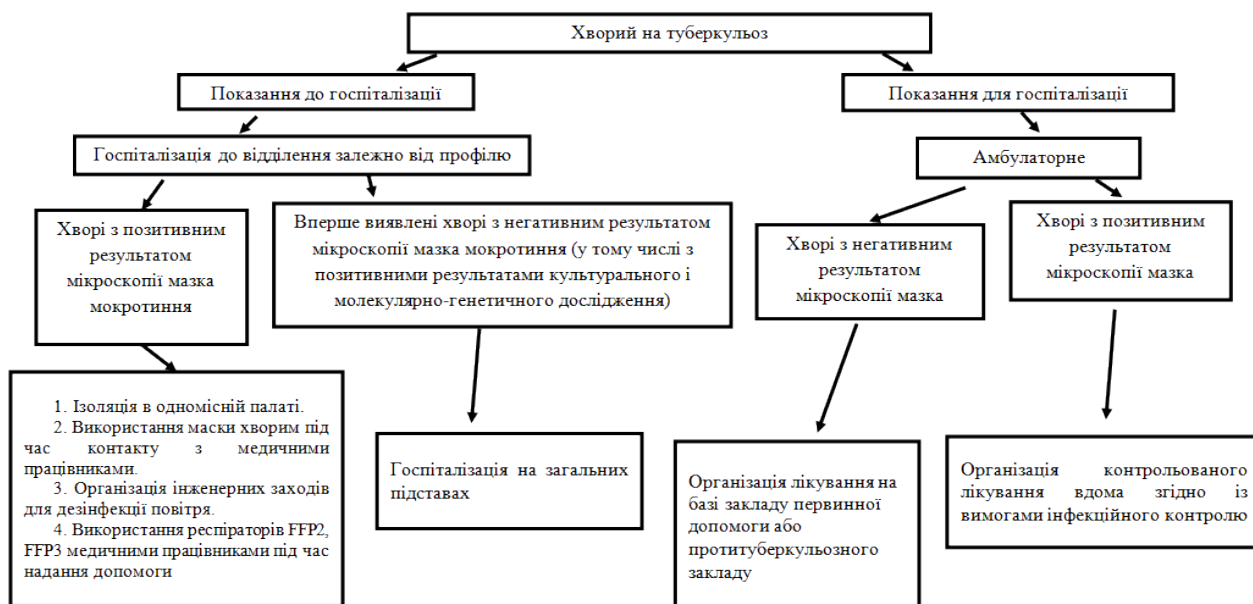 Хворий на туберкульоз
Показання до госпіталізації
Показання для госпіталізації
Госпіталізація до відділення залежно від профілю
Амбулаторне
Хворі з позитивним
результатом
мікроскопії мазка
мокротиння
Вперше виявлені хворі з негативним результатом
мікроскопії мазка мокротиння (у тому числі з
позитивними результатами культурального і
молекулярно-генетичного дослідження)
Хворі з негативним
результатом
мікроскопії мазка
Хворі з позитивним
результатом
мікроскопії мазка
1. Ізоляція в одномісній палаті.
2. Використання маски хворим під
час контакту з медичними
працівниками.
3. Організація інженерних заходів
для дезінфекції повітря.
4. Використання респіраторів FFP2,
FFP3 медичними працівниками під час
надання допомоги
Госпіталізація на загальних
підставах
Організація лікування на
базі закладу первинної
допомоги або
протитуберкульозного
закладу
Організація контрольованого
лікування вдома згідно із
вимогами інфекційного контролю